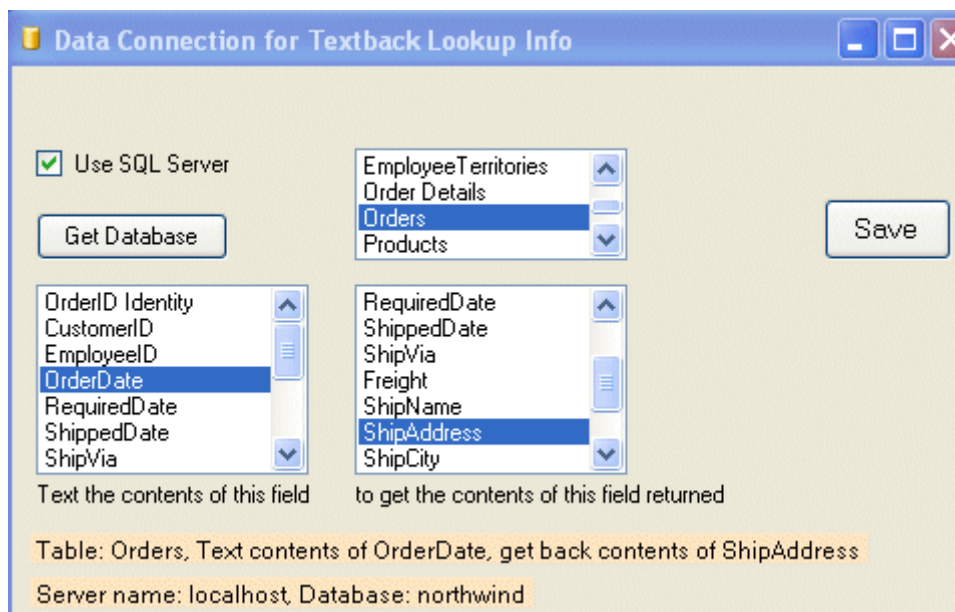 Data Connection for Textback Lookup Info
Use SQL Server
Get Database
EmployeeTerritories
Order Details
Orders
Products
Save
OrderID Identity
CustomerID
EmployeeID
OrderDate
RequiredDate
ShippedDate
ShipVia
Text the contents of this field
RequiredDate
ShippedDate
ShipVia
Freight
ShipName
ShipAddress
ShipCity
to get the contents of this field returned
Table: Orders, Text contents of OrderDate, get back contents of ShipAddress
Server name: localhost, Database: northwind